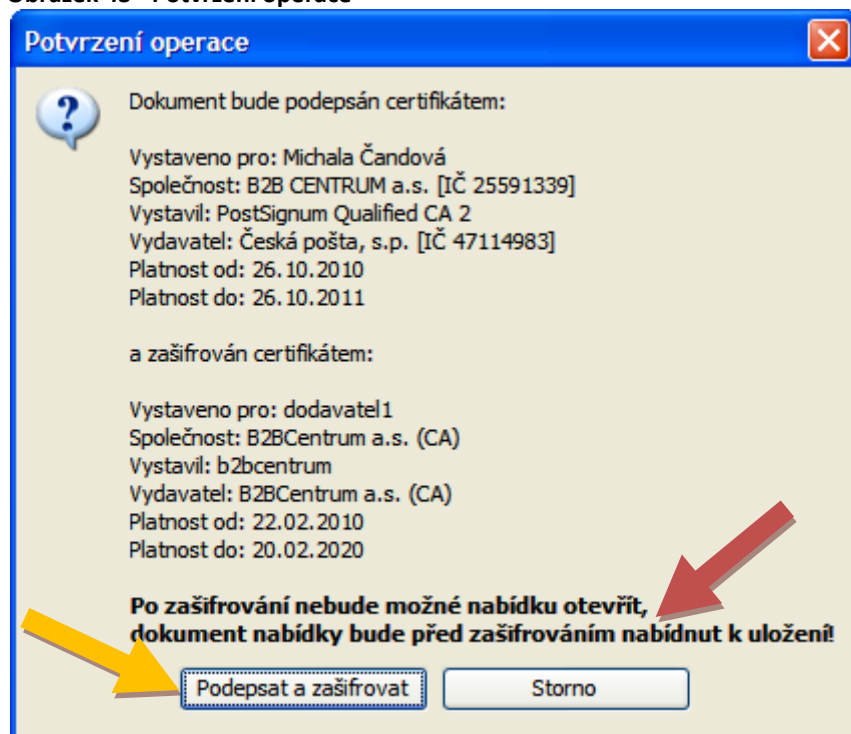 Potvrzení operace
Dokument bude podepsán certifikátem:
Vystaveno pro: Michala Čandová
Společnost: B2B CENTRUM a.s. [IČ 25591339]
Vystavil: PostSignum Qualified CA 2
Vydavatel: Česká pošta, s.p. [IČ 47114983]
Platnost od: 26.10.2010
Platnost do: 26.10.2011
a zašifrován certifikátem:
Vystaveno pro: dodavatel1
Společnost: B2BCentrum a.s. (CA)
Vystavil: b2bcentrum
Vydavatel: B2BCentrum a.s. (CA)
Platnost od: 22.02.2010
Platnost do: 20.02.2020
Po zašifrování nebude možné nabídku otevřít,
dokument nabídky bude před zašifrováním nabídnut k uložení!
Podepsat a zašifrovat
Storno